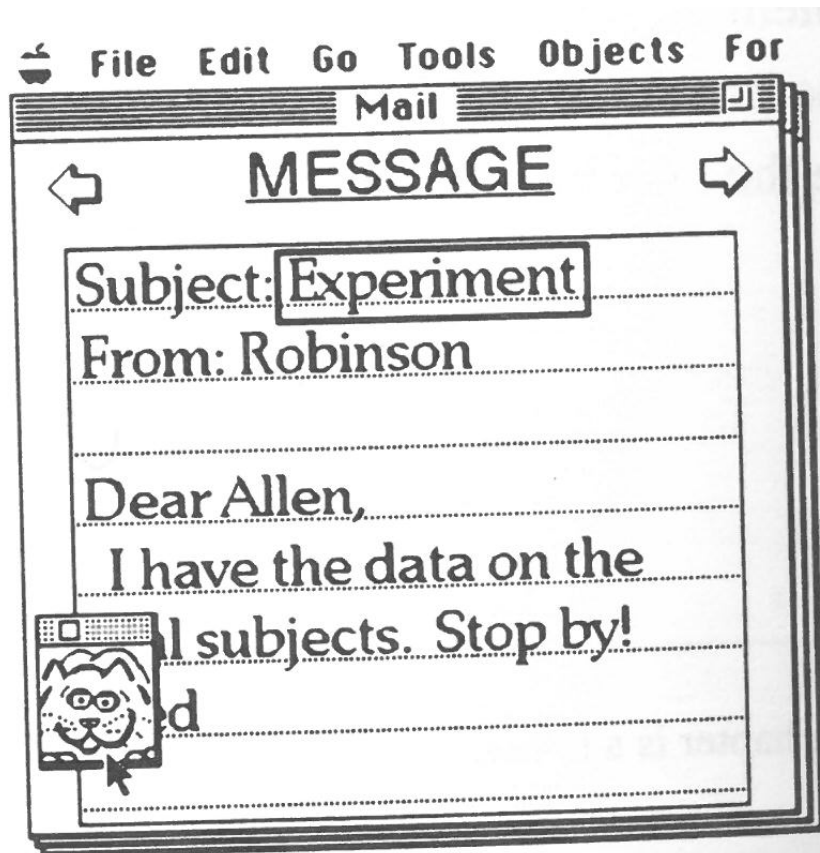 File Edit Go Tools Objects For
Mail
MESSAGE
Subject: Experiment
From: Robinson
Dear Allen,
I have the data on the
l subjects. Stop by!
d